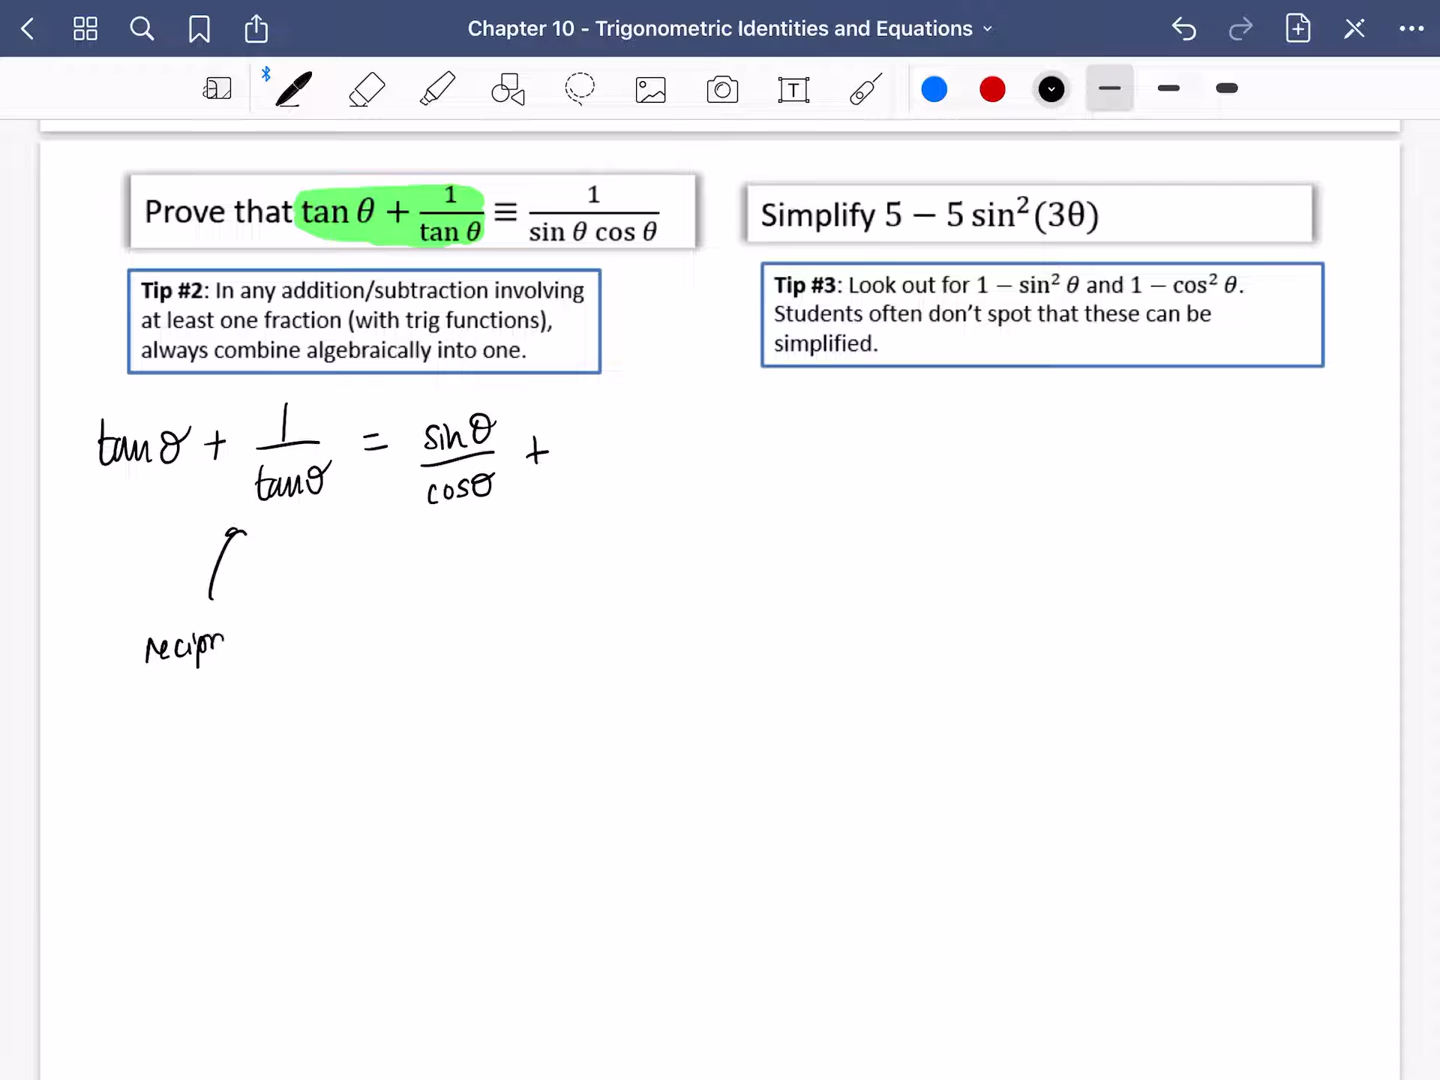 Chapter 10 - Trigonometric Identities and Equations
Prove that tan θ + 1/tan θ ≡ 1/(sin θ cos θ)
Tip #2: In any addition/subtraction involving
at least one fraction (with trig functions),
always combine algebraically into one.
tanθ + 1/tanθ = sinθ/cosθ +
recipr
Simplify 5 − 5 sin²(3θ)
Tip #3: Look out for 1 − sin² θ and 1 − cos² θ.
Students often don't spot that these can be
simplified.